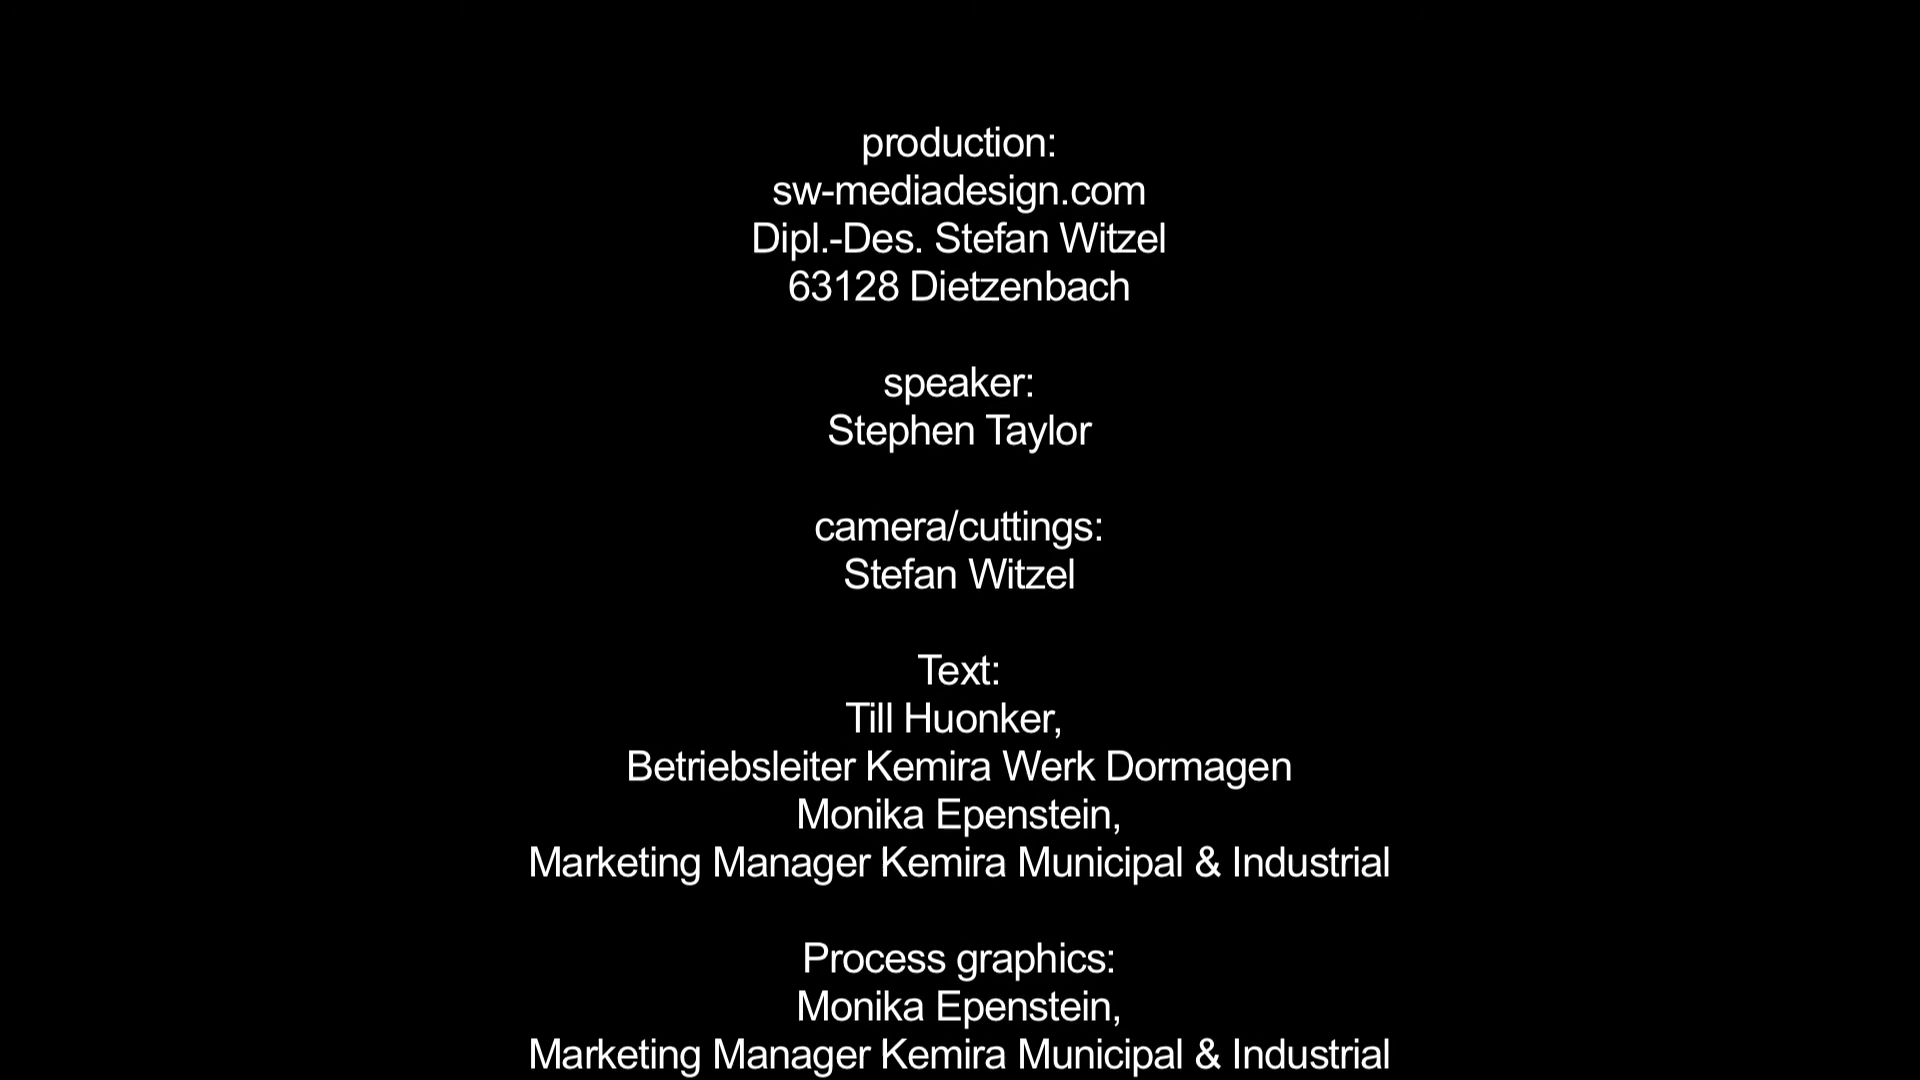 production:
sw-mediadesign.com
Dipl.-Des. Stefan Witzel
63128 Dietzenbach
speaker:
Stephen Taylor
camera/cuttings:
Stefan Witzel
Text:
Till Huonker,
Betriebsleiter Kemira Werk Dormagen
Monika Epenstein,
Marketing Manager Kemira Municipal & Industrial
Process graphics:
Monika Epenstein,
Marketing Manager Kemira Municipal & Industrial